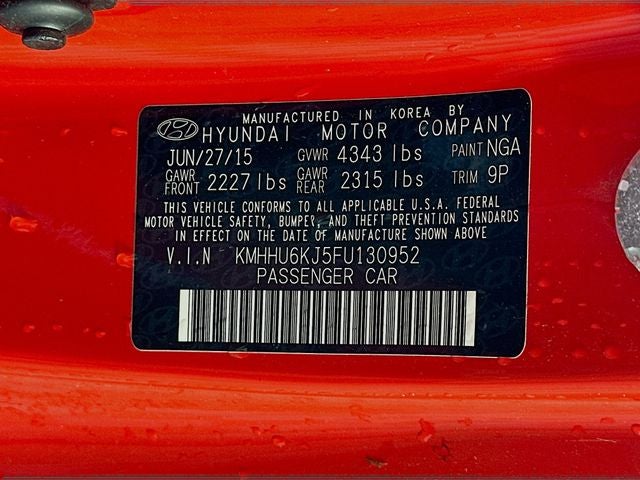 MANUFACTURED IN KOREA BY
HYUNDAI MOTOR COMPANY
JUN/27/15 GVWR 4343 lbs PAINT NGA
GAWR FRONT 2227 lbs GAWR REAR 2315 lbs TRIM 9P
THIS VEHICLE CONFORMS TO ALL APPLICABLE U.S.A. FEDERAL
MOTOR VEHICLE SAFETY, BUMPER, AND THEFT PREVENTION STANDARDS
IN EFFECT ON THE DATE OF MANUFACTURE SHOWN ABOVE
V.I.N KMHHU6KJ5FU130952
PASSENGER CAR